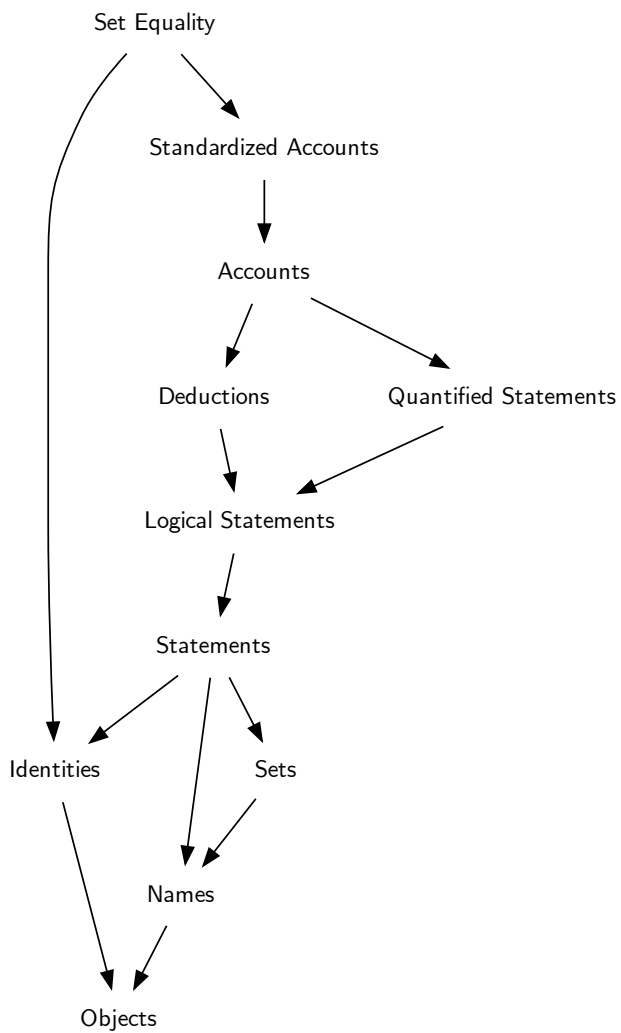 Set Equality
Standardized Accounts
Accounts
Deductions
Quantified Statements
Logical Statements
Statements
Identities
Sets
Names
Objects